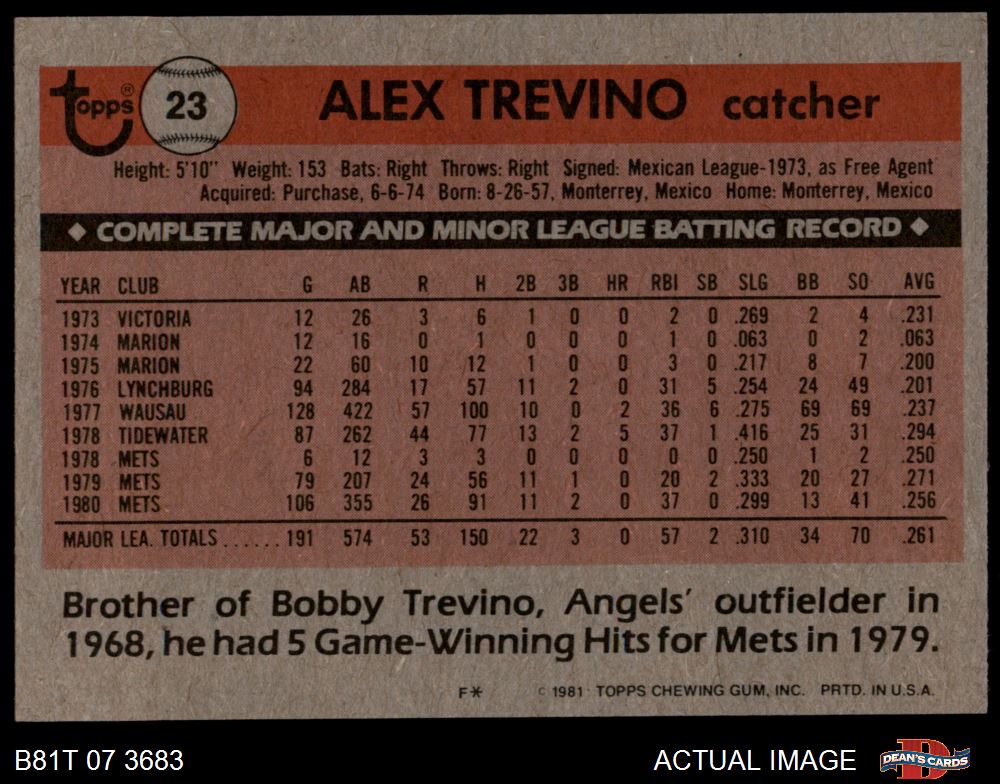 Topps® 23 ALEX TREVINO catcher
Height: 5'10" Weight: 153 Bats: Right Throws: Right Signed: Mexican League-1973, as Free Agent
Acquired: Purchase, 6-6-74 Born: 8-26-57, Monterrey, Mexico Home: Monterrey, Mexico
◆ COMPLETE MAJOR AND MINOR LEAGUE BATTING RECORD ◆
YEAR CLUB G AB R H 2B 3B HR RBI SB SLG BB SO AVG
1973 VICTORIA 12 26 3 6 1 0 0 2 0 .269 2 4 .231
1974 MARION 12 16 0 1 0 0 0 1 0 .063 0 2 .063
1975 MARION 22 60 10 12 1 0 0 3 0 .217 8 7 .200
1976 LYNCHBURG 94 284 17 57 11 2 0 31 5 .254 24 49 .201
1977 WAUSAU 128 422 57 100 10 0 2 36 6 .275 69 69 .237
1978 TIDEWATER 87 262 44 77 13 2 5 37 1 .416 25 31 .294
1978 METS 6 12 3 3 0 0 0 0 0 .250 1 2 .250
1979 METS 79 207 24 56 11 1 0 20 2 .333 20 27 .271
1980 METS 106 355 26 91 11 2 0 37 0 .299 13 41 .256
MAJOR LEA. TOTALS ...... 191 574 53 150 22 3 0 57 2 .310 34 70 .261
Brother of Bobby Trevino, Angels' outfielder in
1968, he had 5 Game-Winning Hits for Mets in 1979.
F* © 1981 TOPPS CHEWING GUM, INC. PRTD. IN U.S.A.
B81T 07 3683 ACTUAL IMAGE D DEAN'S CARDS